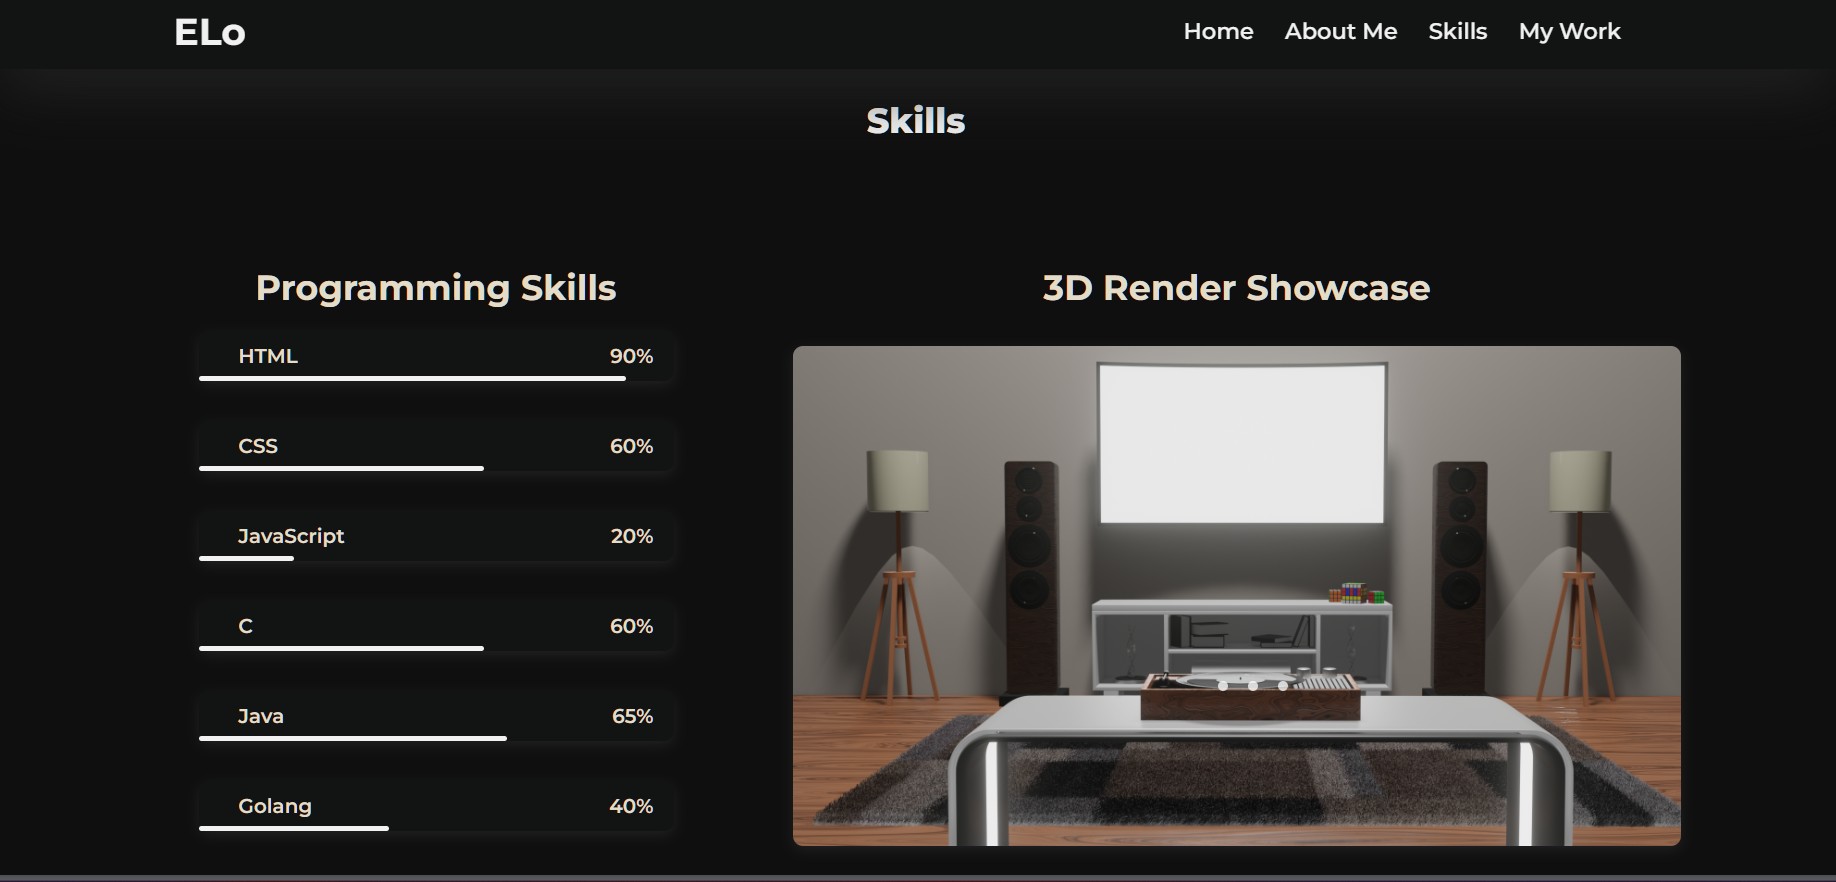 ELo
Home About Me Skills My Work
Skills
Programming Skills
HTML 90%
CSS 60%
JavaScript 20%
C 60%
Java 65%
Golang 40%
3D Render Showcase